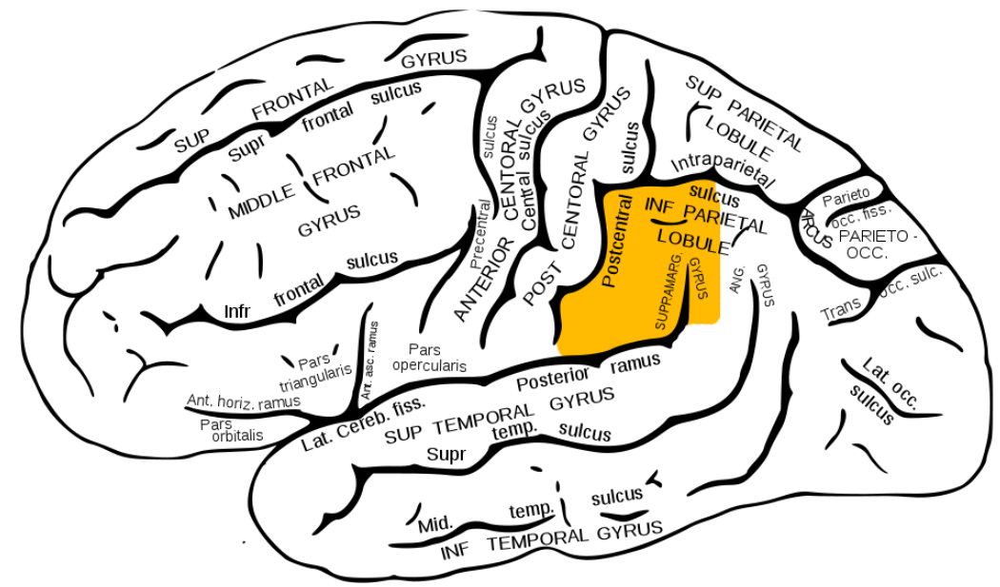 SUP FRONTAL GYRUS
Supr frontal sulcus
MIDDLE FRONTAL
GYRUS
Infr frontal sulcus
Precentral sulcus
ANTERIOR CENTORAL GYRUS
Central sulcus
POST CENTORAL GYRUS
Postcentral sulcus
SUP PARIETAL
LOBULE
Intraparietal
sulcus
INF PARIETAL
LOBULE
SUPRAMARG.
GYRUS
ANG.
GYRUS
ARCUS
Parieto
occ. fiss.
PARIETO -
OCC.
Trans occ. sulc.
Lat. occ.
sulcus
Pars
triangularis
Ant. asc. ramus
Pars
opercularis
Ant. horiz. ramus
Pars
orbitalis
Lat. Cereb. fiss.
Posterior ramus
SUP TEMPORAL GYRUS
Supr temp. sulcus
Mid. temp. sulcus
INF TEMPORAL GYRUS